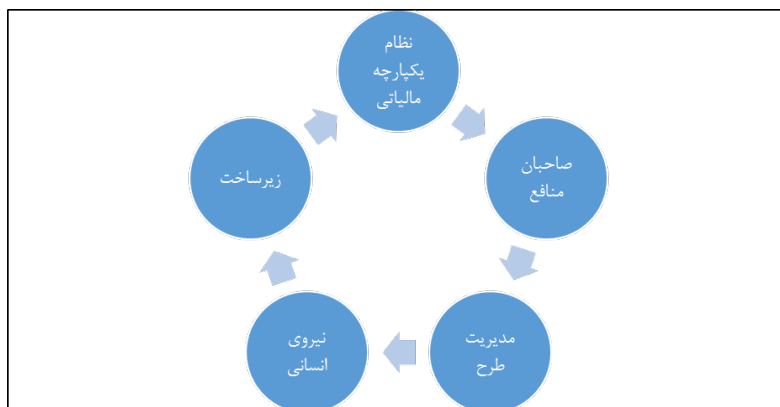 نظام
یکپارچه
مالیاتی
صاحبان
منافع
مدیریت
طرح
نیروی
انسانی
زیرساخت